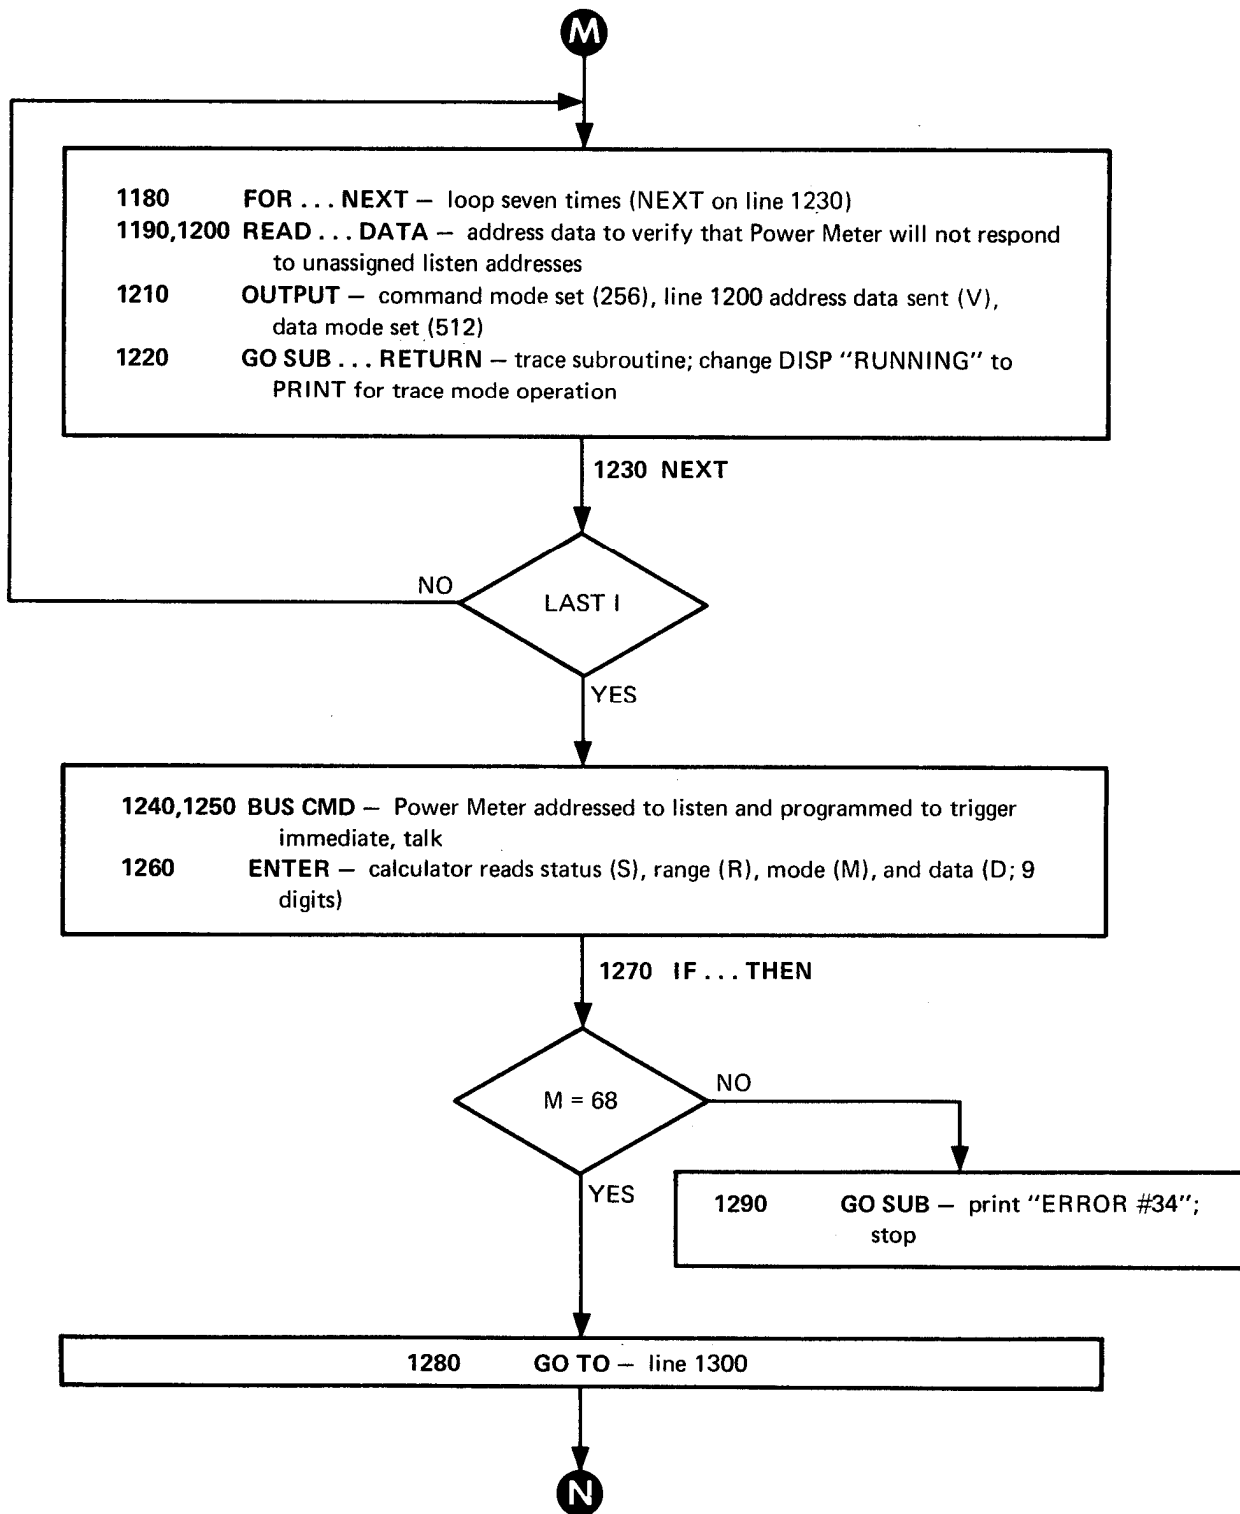 M
1180 FOR ... NEXT — loop seven times (NEXT on line 1230)
1190,1200 READ ... DATA — address data to verify that Power Meter will not respond
to unassigned listen addresses
1210 OUTPUT — command mode set (256), line 1200 address data sent (V),
data mode set (512)
1220 GO SUB ... RETURN — trace subroutine; change DISP "RUNNING" to
PRINT for trace mode operation
1230 NEXT
NO
LAST I
YES
1240,1250 BUS CMD — Power Meter addressed to listen and programmed to trigger
immediate, talk
1260 ENTER — calculator reads status (S), range (R), mode (M), and data (D; 9
digits)
1270 IF ... THEN
M = 68
NO
YES
1290 GO SUB — print "ERROR #34";
stop
1280 GO TO — line 1300
N